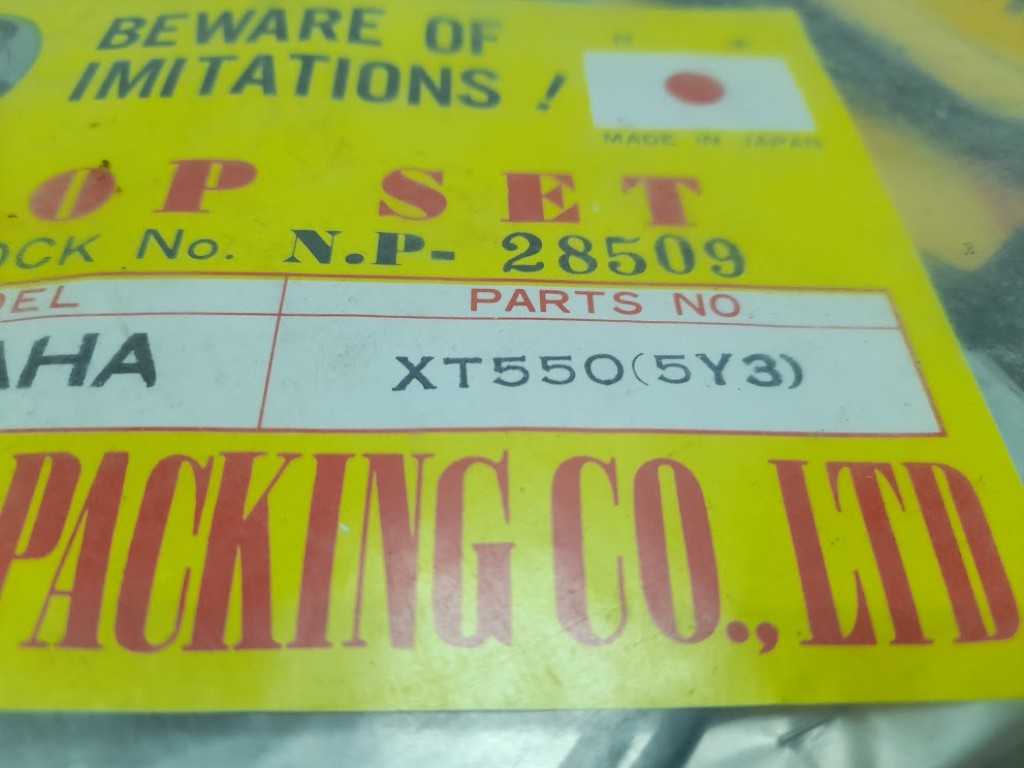 BEWARE OF
IMITATIONS !
MADE IN JAPAN
OP SET
OCK No. N.P- 28509
DEL
PARTS NO
AHA
XT550(5Y3)
PACKING CO., LTD